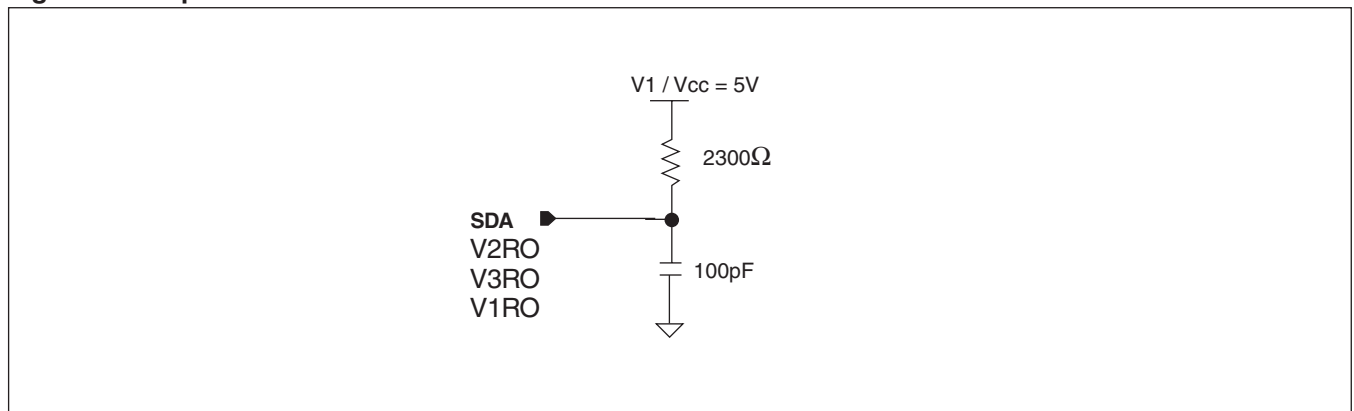 V1 / Vcc = 5V
2300Ω
SDA
V2RO
V3RO
V1RO
100pF